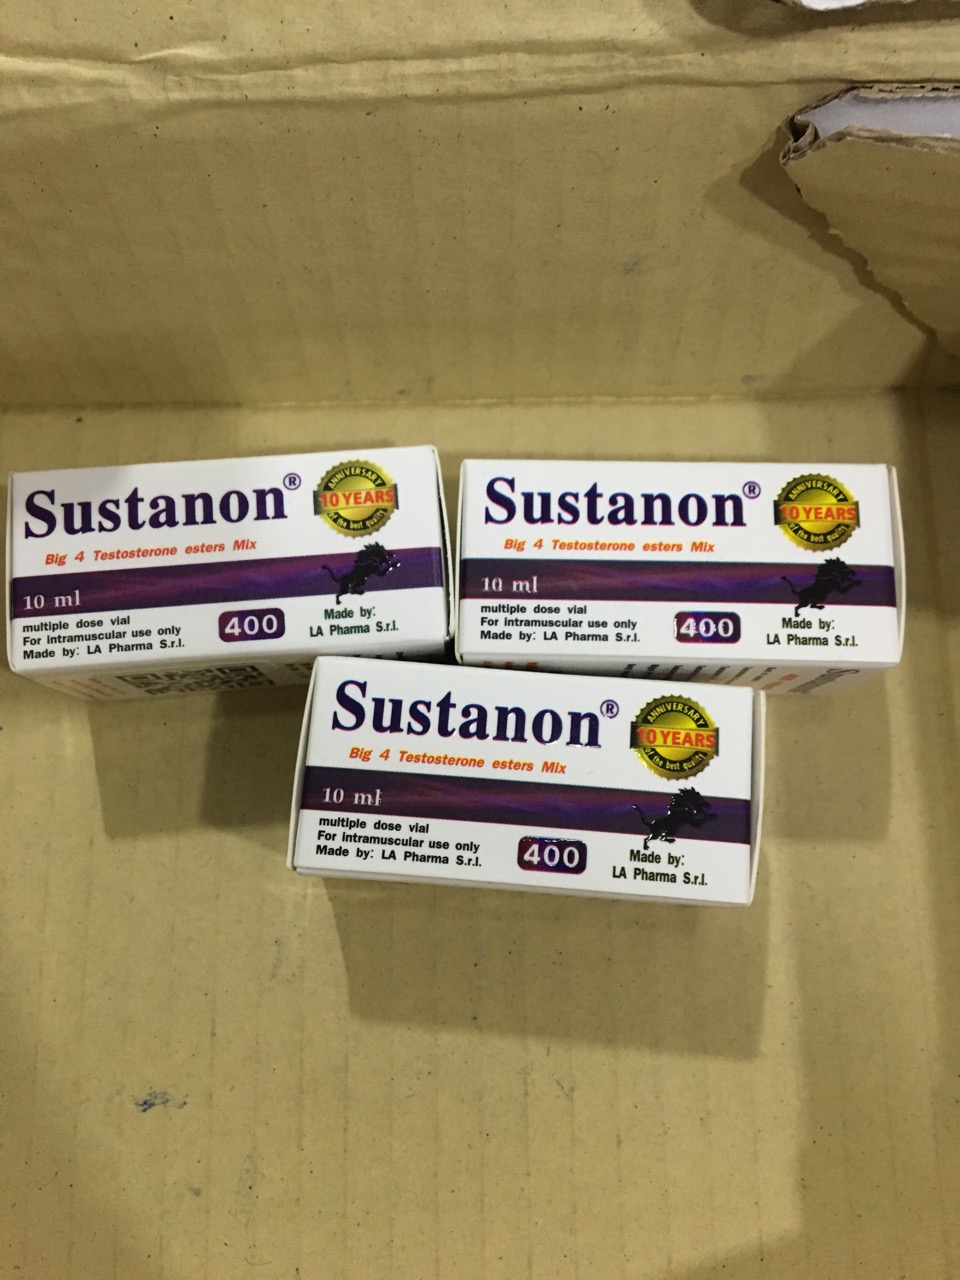 Sustanon®
Big 4 Testosterone esters Mix
10 ml
multiple dose vial
For intramuscular use only
Made by: LA Pharma S.r.l.
400
Made by:
LA Pharma S.r.l.
ANNIVERSARY
10 YEARS
of the best quality
Sustanon®
Big 4 Testosterone esters Mix
10 ml
multiple dose vial
For intramuscular use only
Made by: LA Pharma S.r.l.
400
Made by:
LA Pharma S.r.l.
ANNIVERSARY
10 YEARS
of the best quality
Sustanon®
Big 4 Testosterone esters Mix
10 ml
multiple dose vial
For intramuscular use only
Made by: LA Pharma S.r.l.
400
Made by:
LA Pharma S.r.l.
ANNIVERSARY
10 YEARS
of the best quality